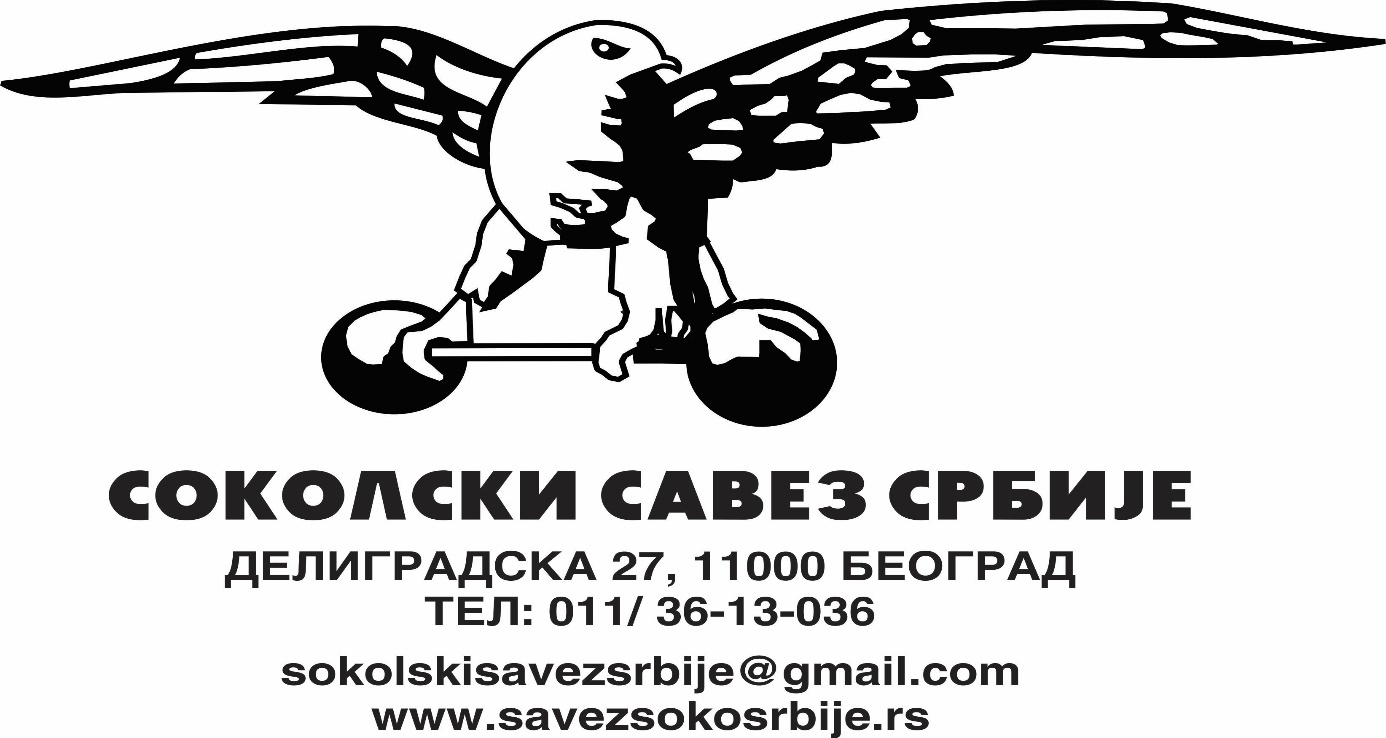 СОКОЛСКИ САВЕЗ СРБИЈЕ
ДЕЛИГРАДСКА 27, 11000 БЕОГРАД
ТЕЛ: 011/ 36-13-036
sokolskisavezsrbije@gmail.com
www.savezsokosrbije.rs